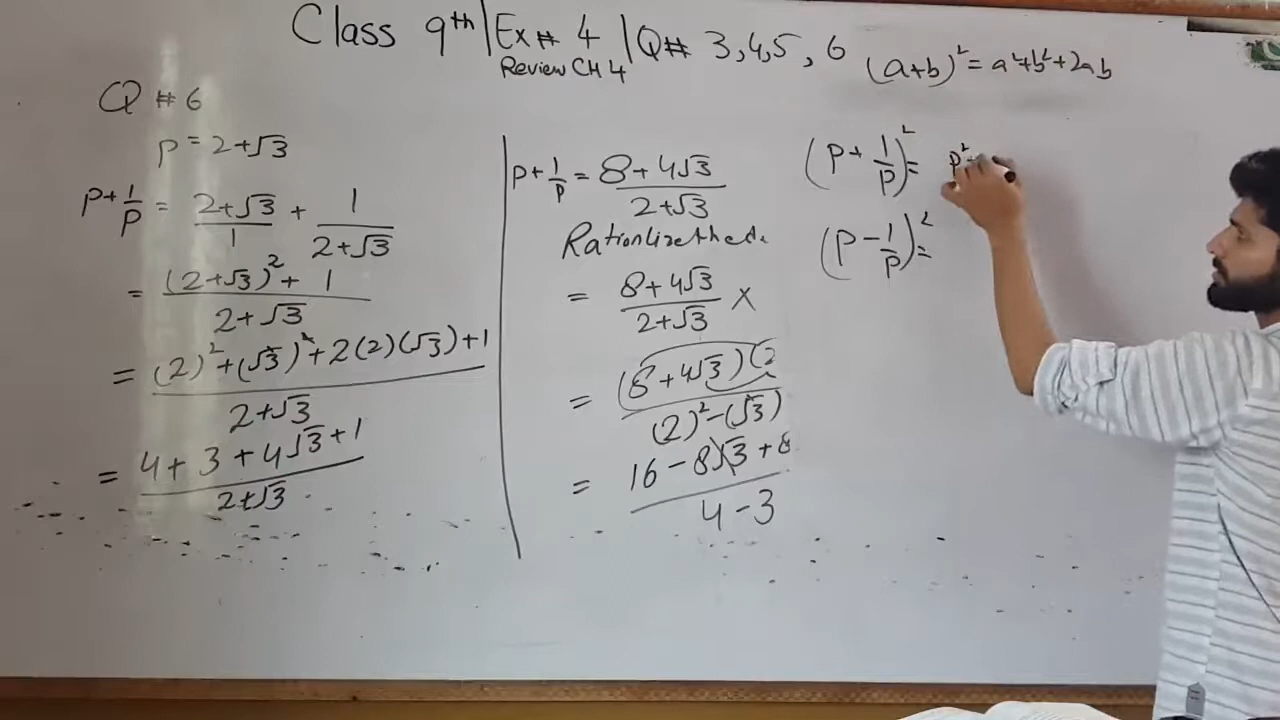 Class 9th | Ex # 4 | Q# 3,4,5,6
Review CH 4
(a+b)² = a²+b²+2ab
Q # 6
p = 2+√3
p+1/p = 2+√3/1 + 1/2+√3
= (2+√3)²+ 1/2+√3
= (2)²+(√3)²+2(2)(√3)+1/2+√3
= 4+3+4√3+1/2+√3
p+1/p = 8+4√3/2+√3
Rationlizethed.
= 8+4√3/2+√3 ×
= (8+4√3)(2/(2)²-(√3)
= 16-8√3+8/4-3
(p+1/p)² = p²
(p-1/p)² =